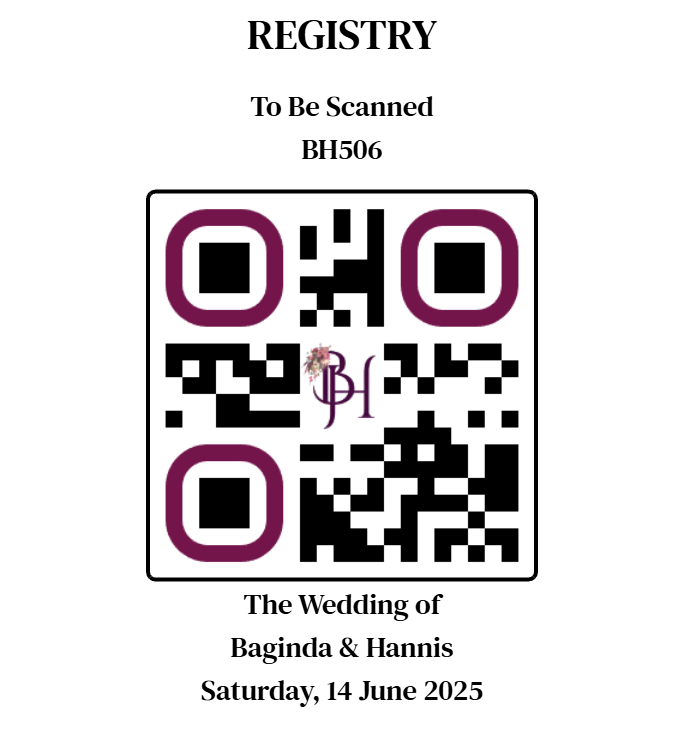 REGISTRY
To Be Scanned
BH506
BH
The Wedding of
Baginda & Hannis
Saturday, 14 June 2025